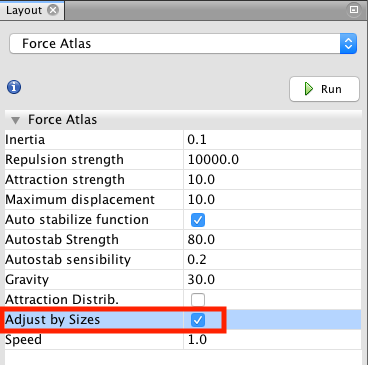 Layout
Force Atlas
Run
Force Atlas
Inertia 0.1
Repulsion strength 10000.0
Attraction strength 10.0
Maximum displacement 10.0
Auto stabilize function
Autostab Strength 80.0
Autostab sensibility 0.2
Gravity 30.0
Attraction Distrib.
Adjust by Sizes
Speed 1.0